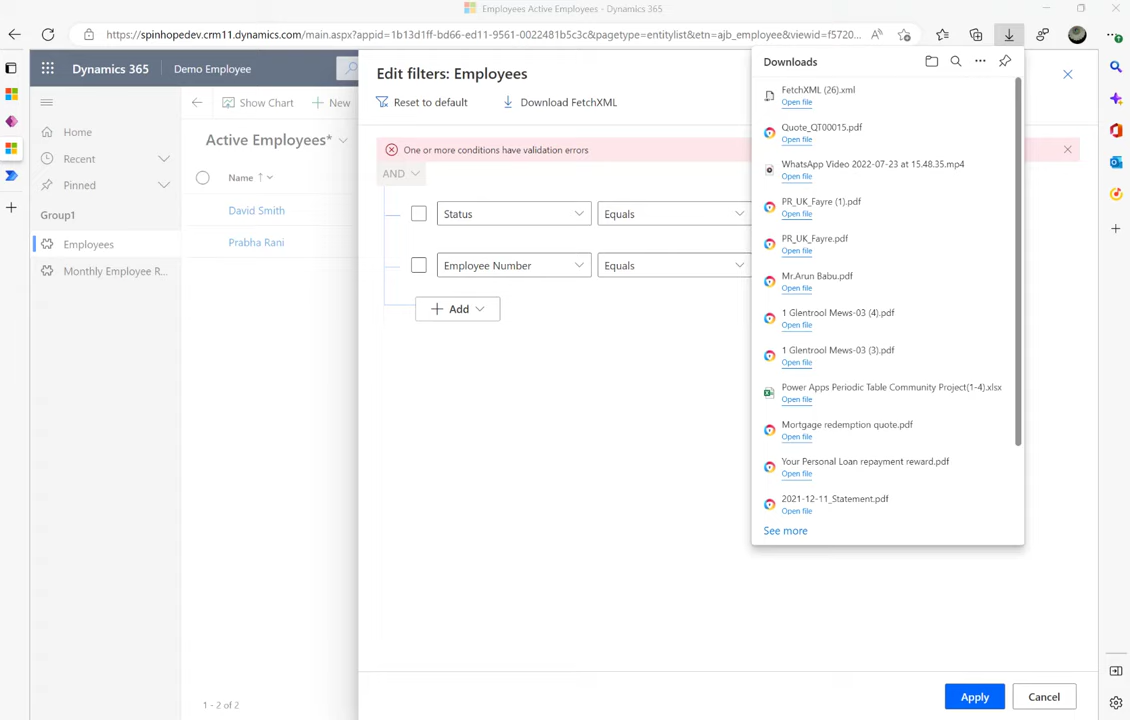 Employees Active Employees - Dynamics 365
https://spinhopedev.crm11.dynamics.com/main.aspx?appid=1b13d1ff-bd66-ed11-9561-0022481b5c3c&pagetype=entitylist&etn=ajb_employee&viewid=f5720...
Dynamics 365
Demo Employee
Home
Recent
Pinned
Group1
Employees
Monthly Employee R...
Show Chart
New
Active Employees*
Name
David Smith
Prabha Rani
1 - 2 of 2
Edit filters: Employees
Reset to default
Download FetchXML
One or more conditions have validation errors
AND
Status
Equals
Employee Number
Equals
Add
Apply
Cancel
Downloads
FetchXML (26).xml
Open file
Quote_QT00015.pdf
Open file
WhatsApp Video 2022-07-23 at 15.48.35.mp4
Open file
PR_UK_Fayre (1).pdf
Open file
PR_UK_Fayre.pdf
Open file
Mr.Arun Babu.pdf
Open file
1 Glentrool Mews-03 (4).pdf
Open file
1 Glentrool Mews-03 (3).pdf
Open file
Power Apps Periodic Table Community Project(1-4).xlsx
Open file
Mortgage redemption quote.pdf
Open file
Your Personal Loan repayment reward.pdf
Open file
2021-12-11_Statement.pdf
Open file
See more